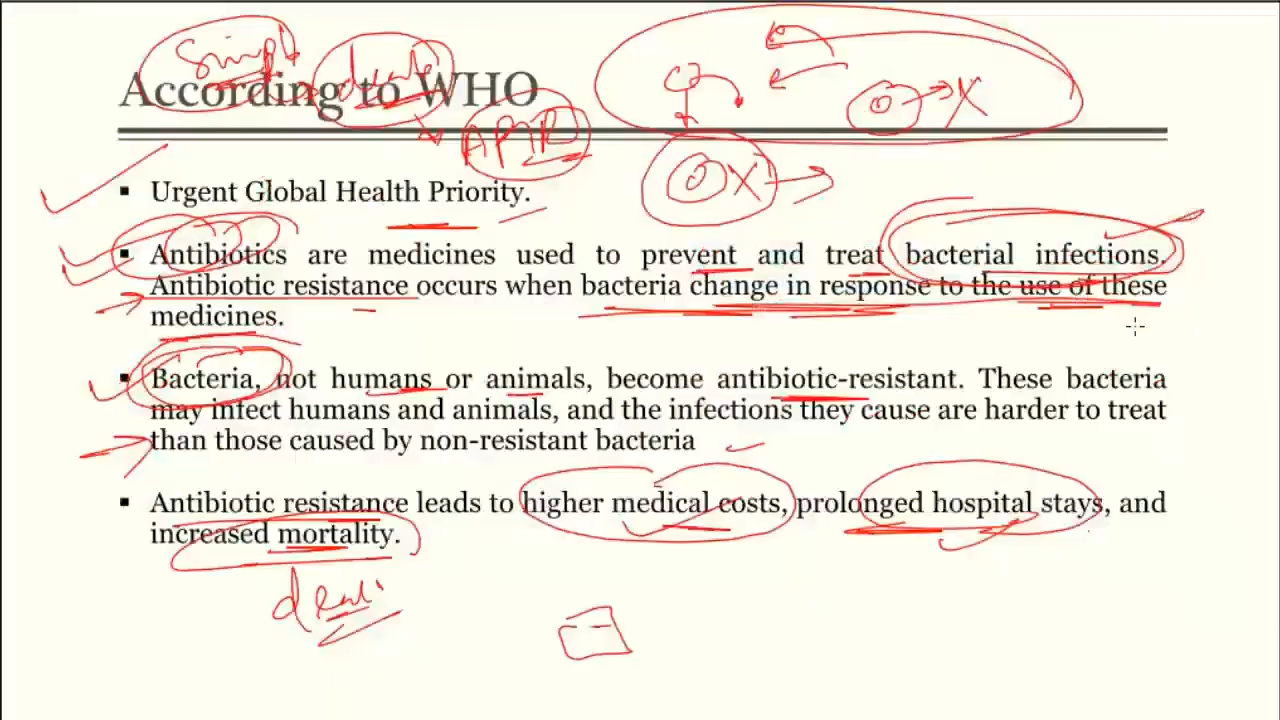 According to WHO
▪ Urgent Global Health Priority.
▪ Antibiotics are medicines used to prevent and treat bacterial infections.
Antibiotic resistance occurs when bacteria change in response to the use of these
medicines.
▪ Bacteria, not humans or animals, become antibiotic-resistant. These bacteria
may infect humans and animals, and the infections they cause are harder to treat
than those caused by non-resistant bacteria
▪ Antibiotic resistance leads to higher medical costs, prolonged hospital stays, and
increased mortality.